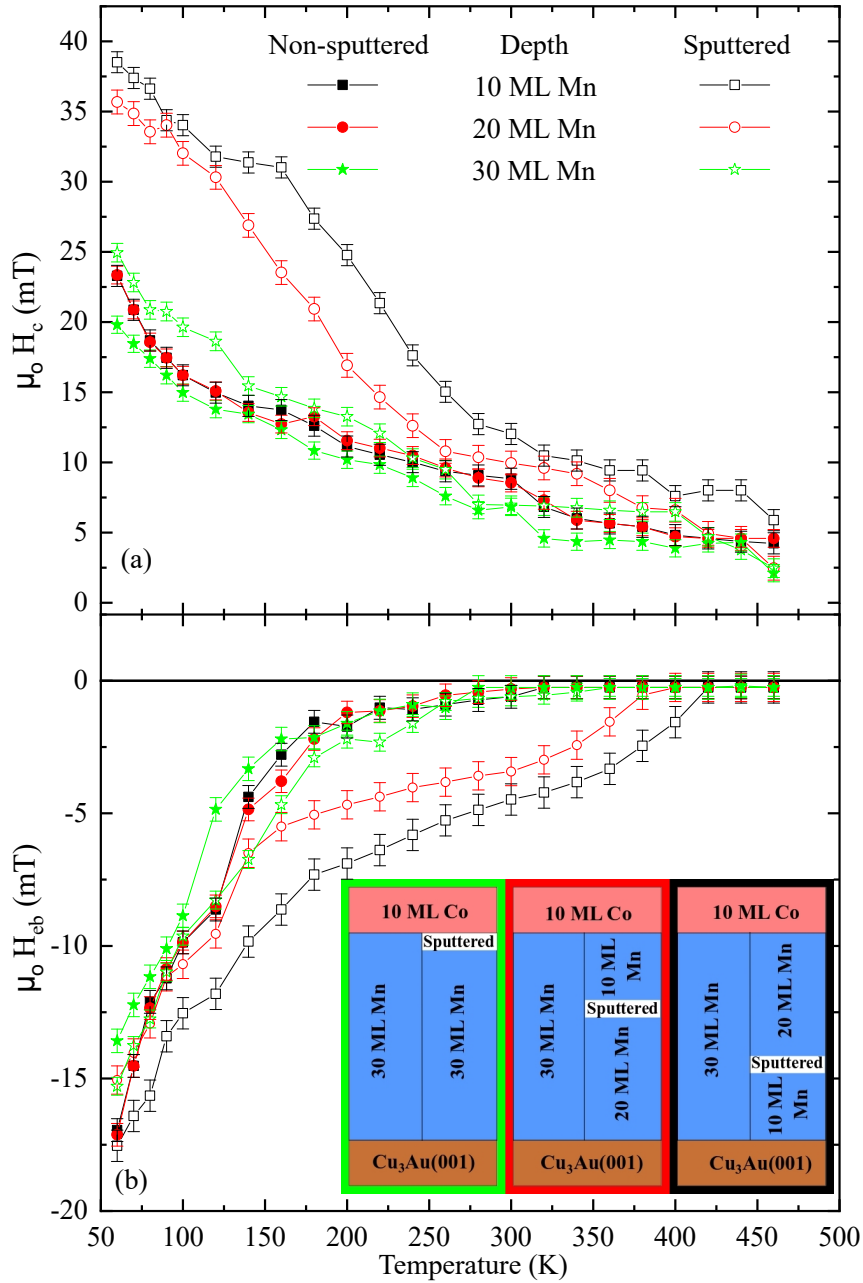 40
35
30
25
20
15
10
5
0
μₒ H_c (mT)
Non-sputtered Depth Sputtered
10 ML Mn
20 ML Mn
30 ML Mn
(a)
0
-5
-10
-15
-20
μₒ H_eb (mT)
10 ML Co
30 ML Mn
Sputtered
30 ML Mn
Cu₃Au(001)
10 ML Co
30 ML Mn
10 ML
Mn
Sputtered
20 ML Mn
Cu₃Au(001)
10 ML Co
30 ML Mn
20 ML Mn
Sputtered
10 ML
Mn
Cu₃Au(001)
(b)
50 100 150 200 250 300 350 400 450 500
Temperature (K)